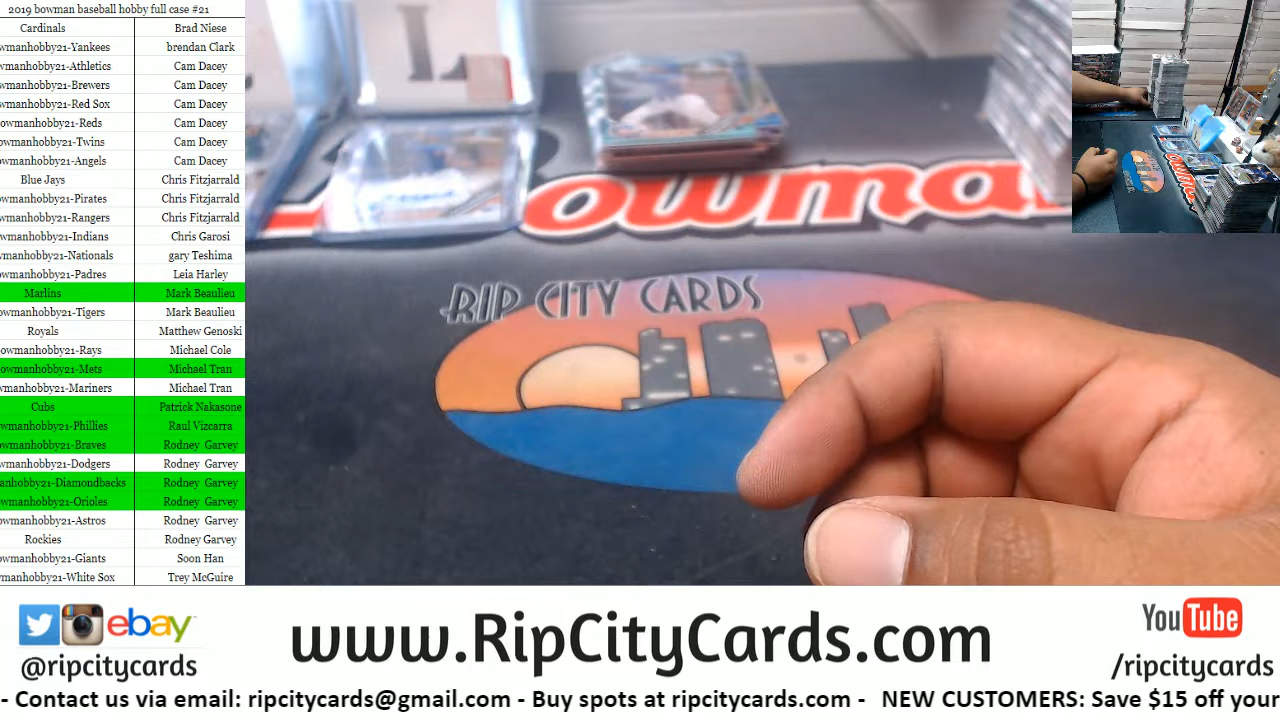 2019 bowman baseball hobby full case #21
Cardinals Brad Niese
wmanhobby21-Yankees brendan Clark
wmanhobby21-Athletics Cam Dacey
wmanhobby21-Brewers Cam Dacey
wmanhobby21-Red Sox Cam Dacey
owmanhobby21-Reds Cam Dacey
owmanhobby21-Twins Cam Dacey
owmanhobby21-Angels Cam Dacey
Blue Jays Chris Fitzjarrald
wmanhobby21-Pirates Chris Fitzjarrald
wmanhobby21-Rangers Chris Fitzjarrald
wmanhobby21-Indians Chris Garosi
wmanhobby21-Nationals gary Teshima
wmanhobby21-Padres Leia Harley
Marlins Mark Beaulieu
owmanhobby21-Tigers Mark Beaulieu
Royals Matthew Genoski
owmanhobby21-Rays Michael Cole
owmanhobby21-Mets Michael Tran
wmanhobby21-Mariners Michael Tran
Cubs Patrick Nakasone
wmanhobby21-Phillies Raul Vizcarra
owmanhobby21-Braves Rodney Garvey
owmanhobby21-Dodgers Rodney Garvey
anhobby21-Diamondbacks Rodney Garvey
owmanhobby21-Orioles Rodney Garvey
owmanhobby21-Astros Rodney Garvey
Rockies Rodney Garvey
owmanhobby21-Giants Soon Han
manhobby21-White Sox Trey McGuire
owma
RIP CITY CARDS
ebay
@ripcitycards
www.RipCityCards.com
YouTube
/ripcitycards
- Contact us via email: ripcitycards@gmail.com - Buy spots at ripcitycards.com - NEW CUSTOMERS: Save $15 off your